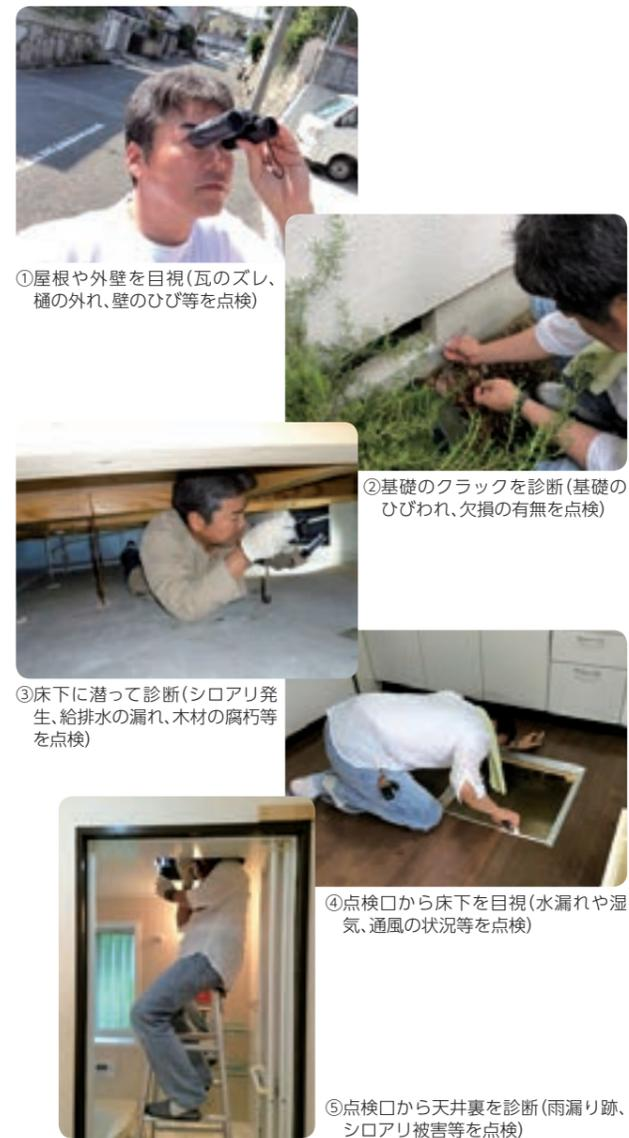 ①屋根や外壁を目視(瓦のズレ、
樋の外れ、壁のひび等を点検)
②基礎のクラックを診断(基礎の
ひびわれ、欠損の有無を点検)
③床下に潜って診断(シロアリ発
生、給排水の漏れ、木材の腐朽等
を点検)
④点検口から床下を目視(水漏れや湿
気、通風の状況等を点検)
⑤点検口から天井裏を診断(雨漏り跡、
シロアリ被害等を点検)